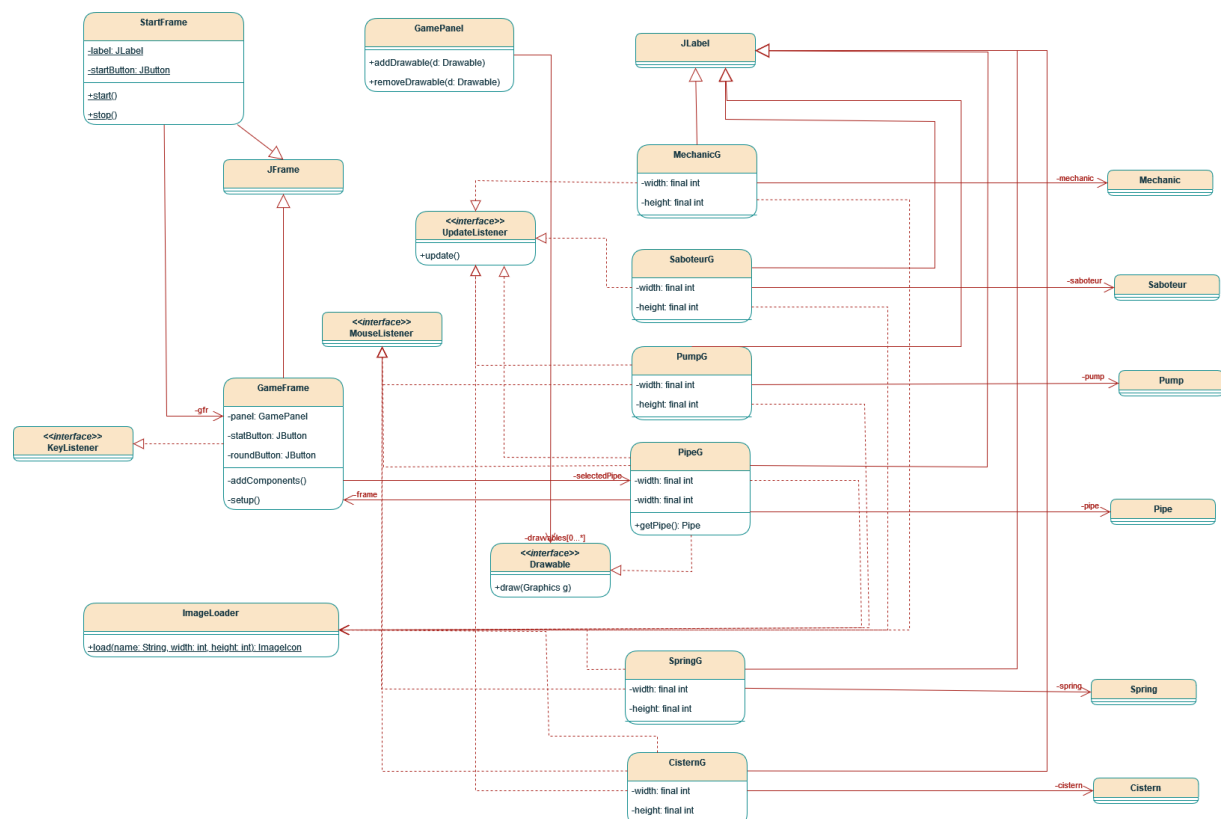 StartFrame
-label: JLabel
-startButton: JButton
+start()
+stop()
GamePanel
+addDrawable(d: Drawable)
+removeDrawable(d: Drawable)
JLabel
JFrame
MechanicG
-width: final int
-height: final int
-mechanic
Mechanic
<<interface>>
UpdateListener
+update()
SaboteurG
-width: final int
-height: final int
-saboteur
Saboteur
<<interface>>
MouseListener
PumpG
-width: final int
-height: final int
-pump
Pump
GameFrame
-panel: GamePanel
-statButton: JButton
-roundButton: JButton
-addComponents()
-setup()
-gfr
<<interface>>
KeyListener
PipeG
-width: final int
-width: final int
+getPipe(): Pipe
-selectedPipe
-frame
-pipe
Pipe
-drawables[0...*]
<<interface>>
Drawable
+draw(Graphics g)
ImageLoader
+load(name: String, width: int, height: int): ImageIcon
SpringG
-width: final int
-height: final int
-spring
Spring
CisternG
-width: final int
-height: final int
-cistern
Cistern